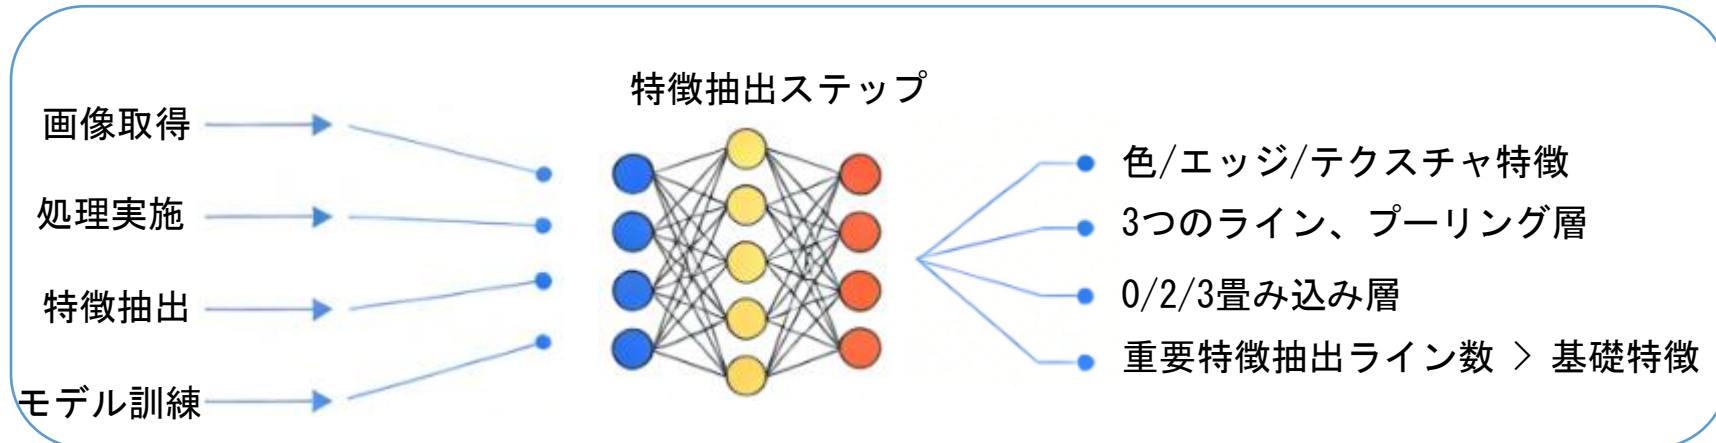 特徴抽出ステップ
画像取得
処理実施
特徴抽出
モデル訓練
色/エッジ/テクスチャ特徴
3つのライン、プーリング層
0/2/3畳み込み層
重要特徴抽出ライン数 > 基礎特徴